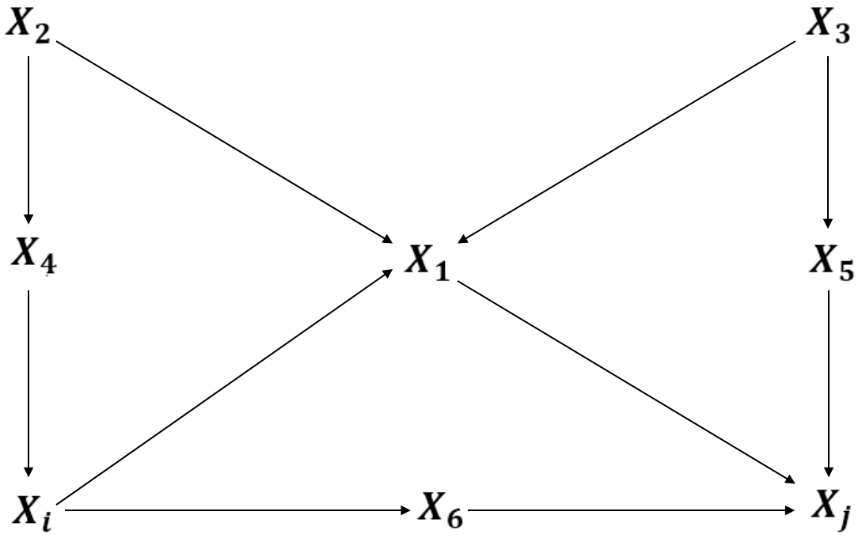 X₂ X₃
X₄ X₁ X₅
Xᵢ X₆ Xⱼ